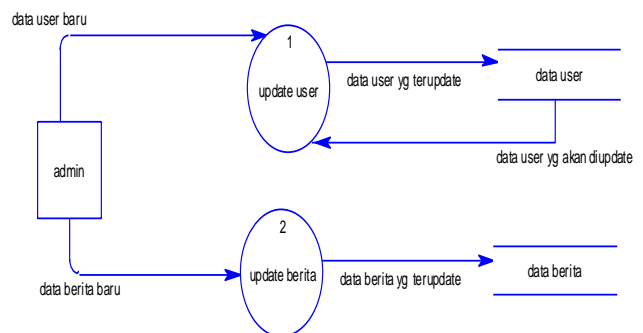 data user baru
1
update user
data user yg terupdate
data user
data user yg akan diupdate
admin
2
update berita
data berita yg terupdate
data berita
data berita baru